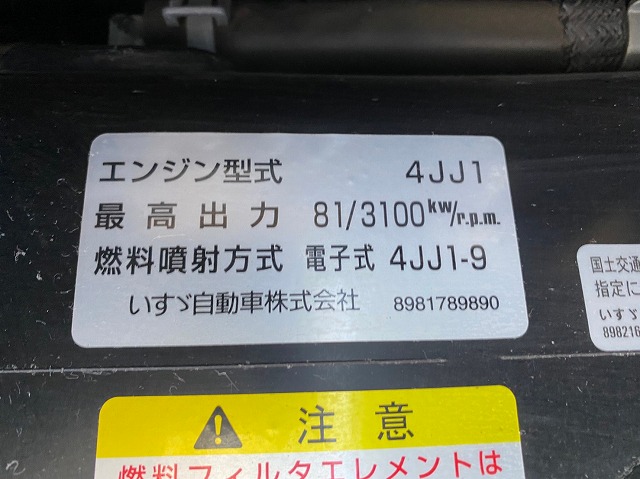 エンジン型式 4JJ1
最高出力 81/3100kW/r.p.m.
燃料噴射方式 電子式 4JJ1-9
いすゞ自動車株式会社 8981789890
国土交通
指定に
いすゞ
898216
注意
燃料フィルタエレメントは